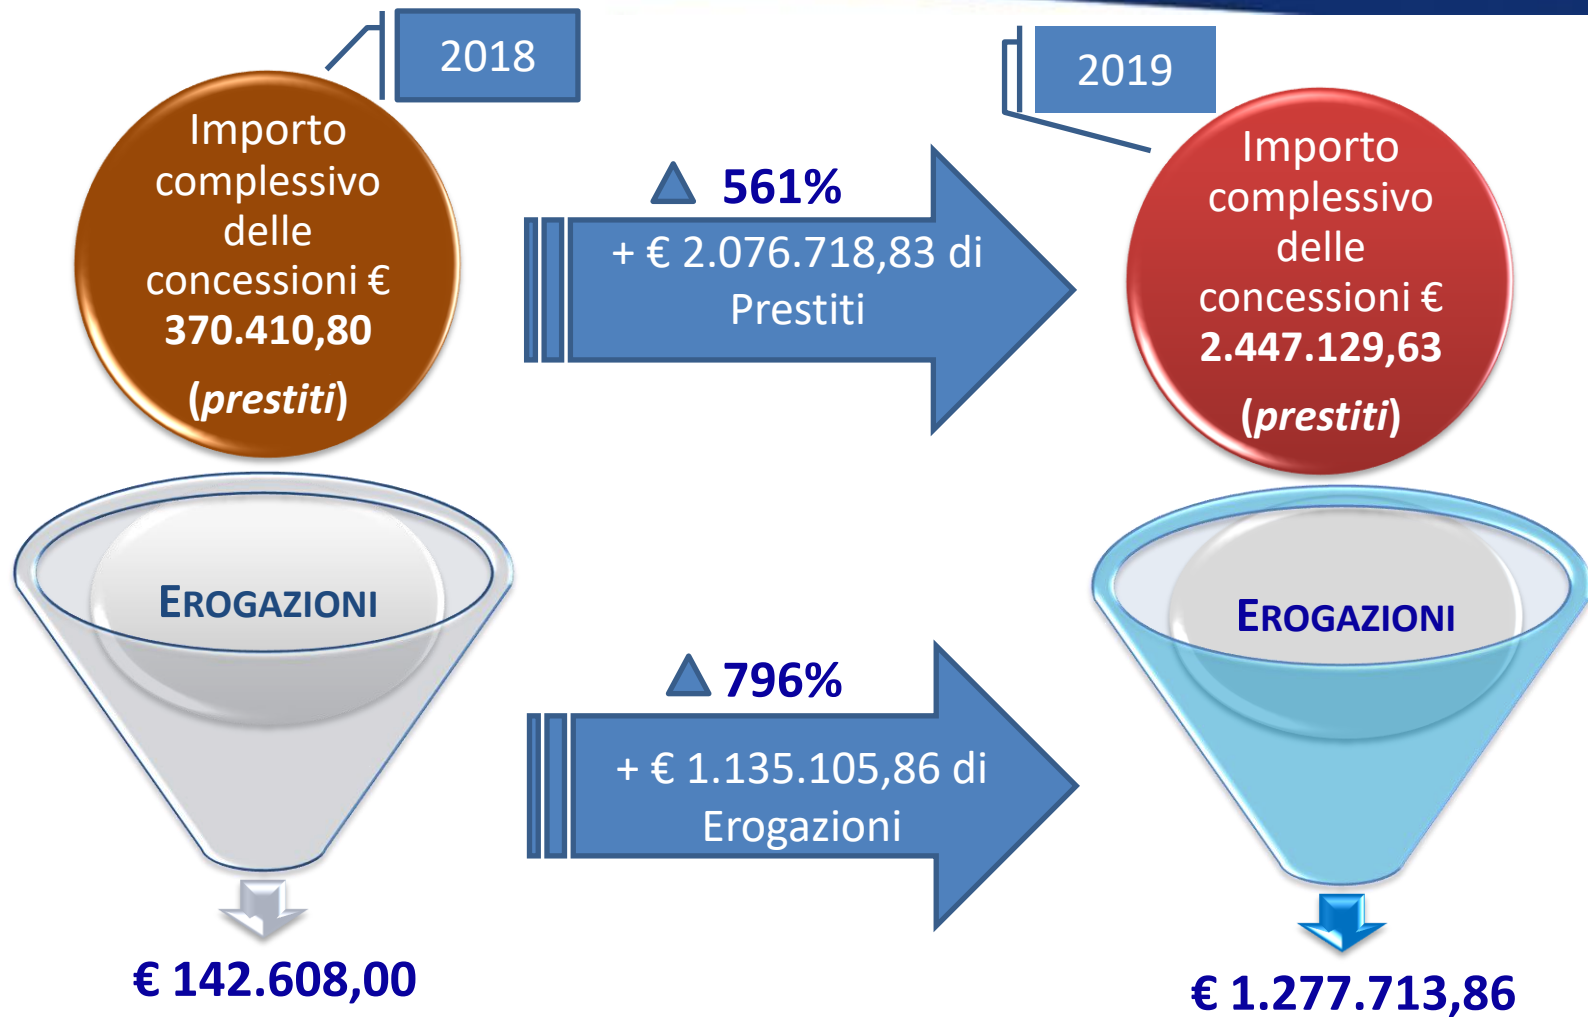 2018
Importo
complessivo
delle
concessioni €
370.410,80
(prestiti)
561%
+ € 2.076.718,83 di
Prestiti
2019
Importo
complessivo
delle
concessioni €
2.447.129,63
(prestiti)
EROGAZIONI
€ 142.608,00
796%
+ € 1.135.105,86 di
Erogazioni
EROGAZIONI
€ 1.277.713,86